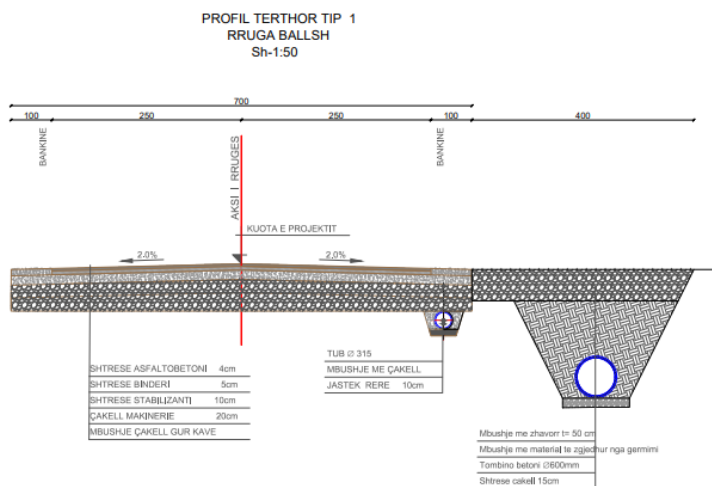 PROFIL TERTHOR TIP 1
RRUGA BALLSH
Sh-1:50
700
100 250 250 100 400
BANKINE
BANKINE
AKSI I RRUGES
KUOTA E PROJEKTIT
2.0% 2.0%
SHTRESE ASFALTOBETONI 4cm
SHTRESE BINDERI 5cm
SHTRESE STABILIZANTI 10cm
ÇAKELL MAKINERIE 20cm
MBUSHJE ÇAKELL GUR KAVE
TUB Ø 315
MBUSHJE ME ÇAKELL
JASTEK RERE 10cm
Mbushje me zhavorr t= 50 cm
Mbushje me material te zgjedhur nga germimi
Tombino betoni Ø600mm
Shtrese cakell 15cm